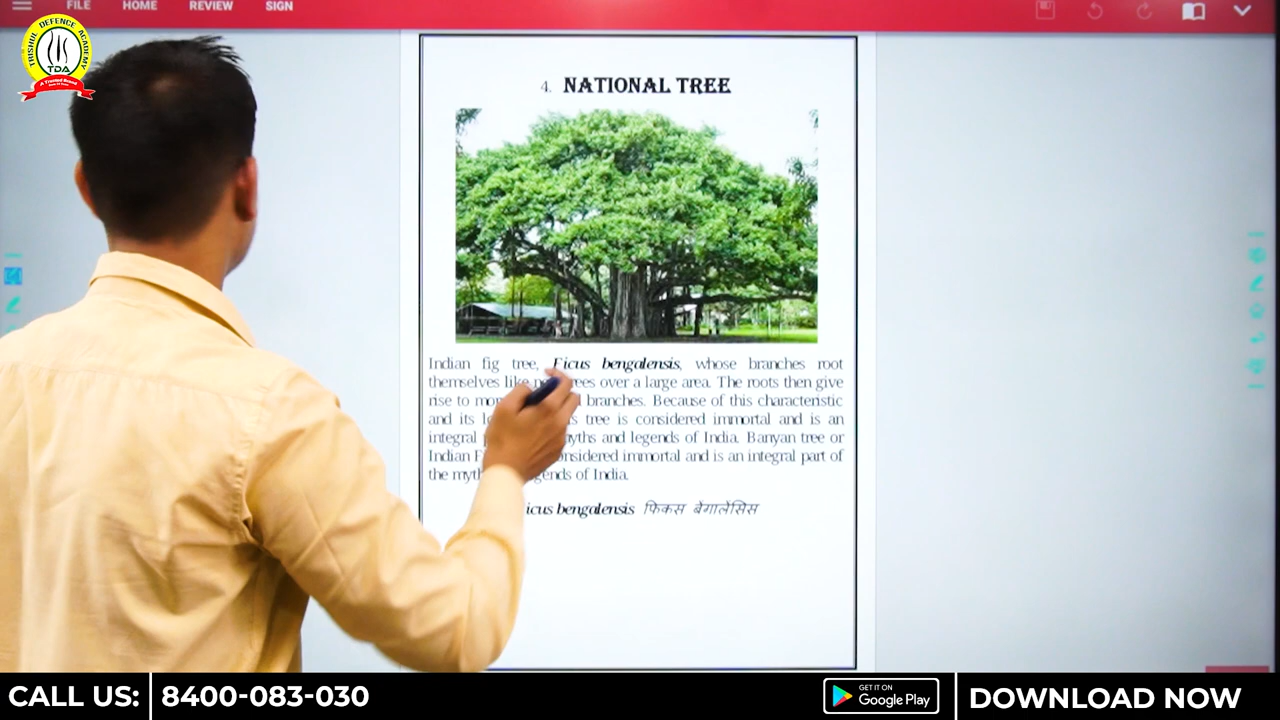 FILE HOME REVIEW SIGN
TRISHUL DEFENCE ACADEMY
TDA
4. NATIONAL TREE
Indian fig tree, Ficus bengalensis, whose branches root
themselves like trees over a large area. The roots then give
rise to branches. Because of this characteristic
and its tree is considered immortal and is an
integral myths and legends of India. Banyan tree or
Indian considered immortal and is an integral part of
the legends of India.
Ficus bengalensis फिकस बेंगालेंसिस
CALL US: 8400-083-030 GET IT ON Google Play DOWNLOAD NOW